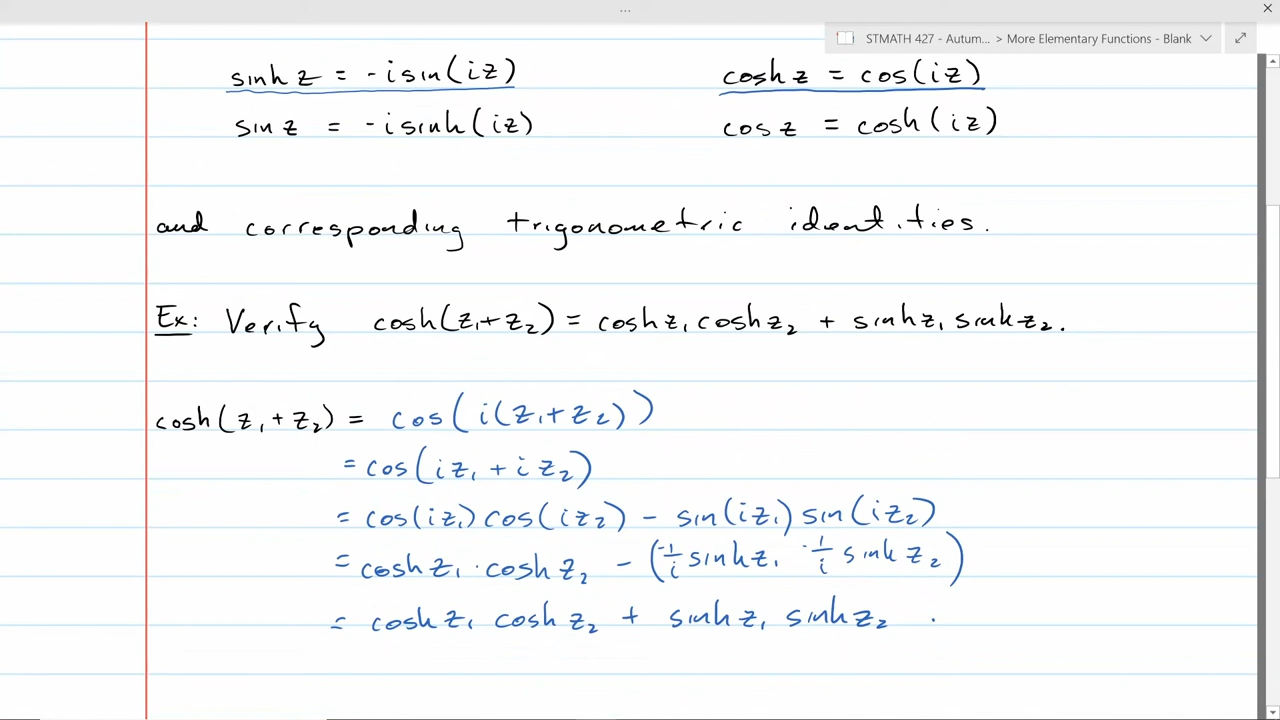 ...
STMATH 427 - Autum... > More Elementary Functions - Blank
sinh z = -i sin(iz) cosh z = cos(iz)
sin z = -i sinh(iz) cos z = cosh(iz)
and corresponding trigonometric identities.
Ex: Verify cosh(z₁+z₂) = cosh z₁ cosh z₂ + sinh z₁ sinh z₂.
cosh(z₁+z₂) = cos(i(z₁+z₂))
= cos(iz₁ + iz₂)
= cos(iz₁) cos(iz₂) - sin(iz₁) sin(iz₂)
= cosh z₁ · cosh z₂ - (-1/i sinh z₁ · -1/i sinh z₂)
= cosh z₁ cosh z₂ + sinh z₁ sinh z₂ .